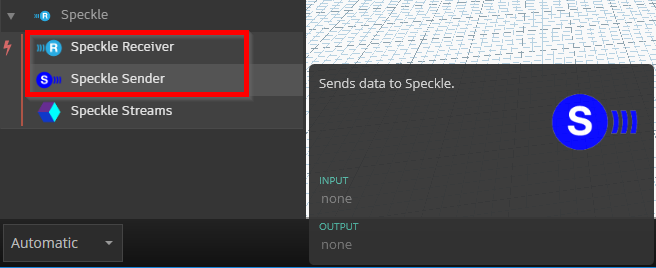 Speckle
R
Speckle Receiver
S
Speckle Sender
Speckle Streams
Automatic
Sends data to Speckle.
S
INPUT
none
OUTPUT
none